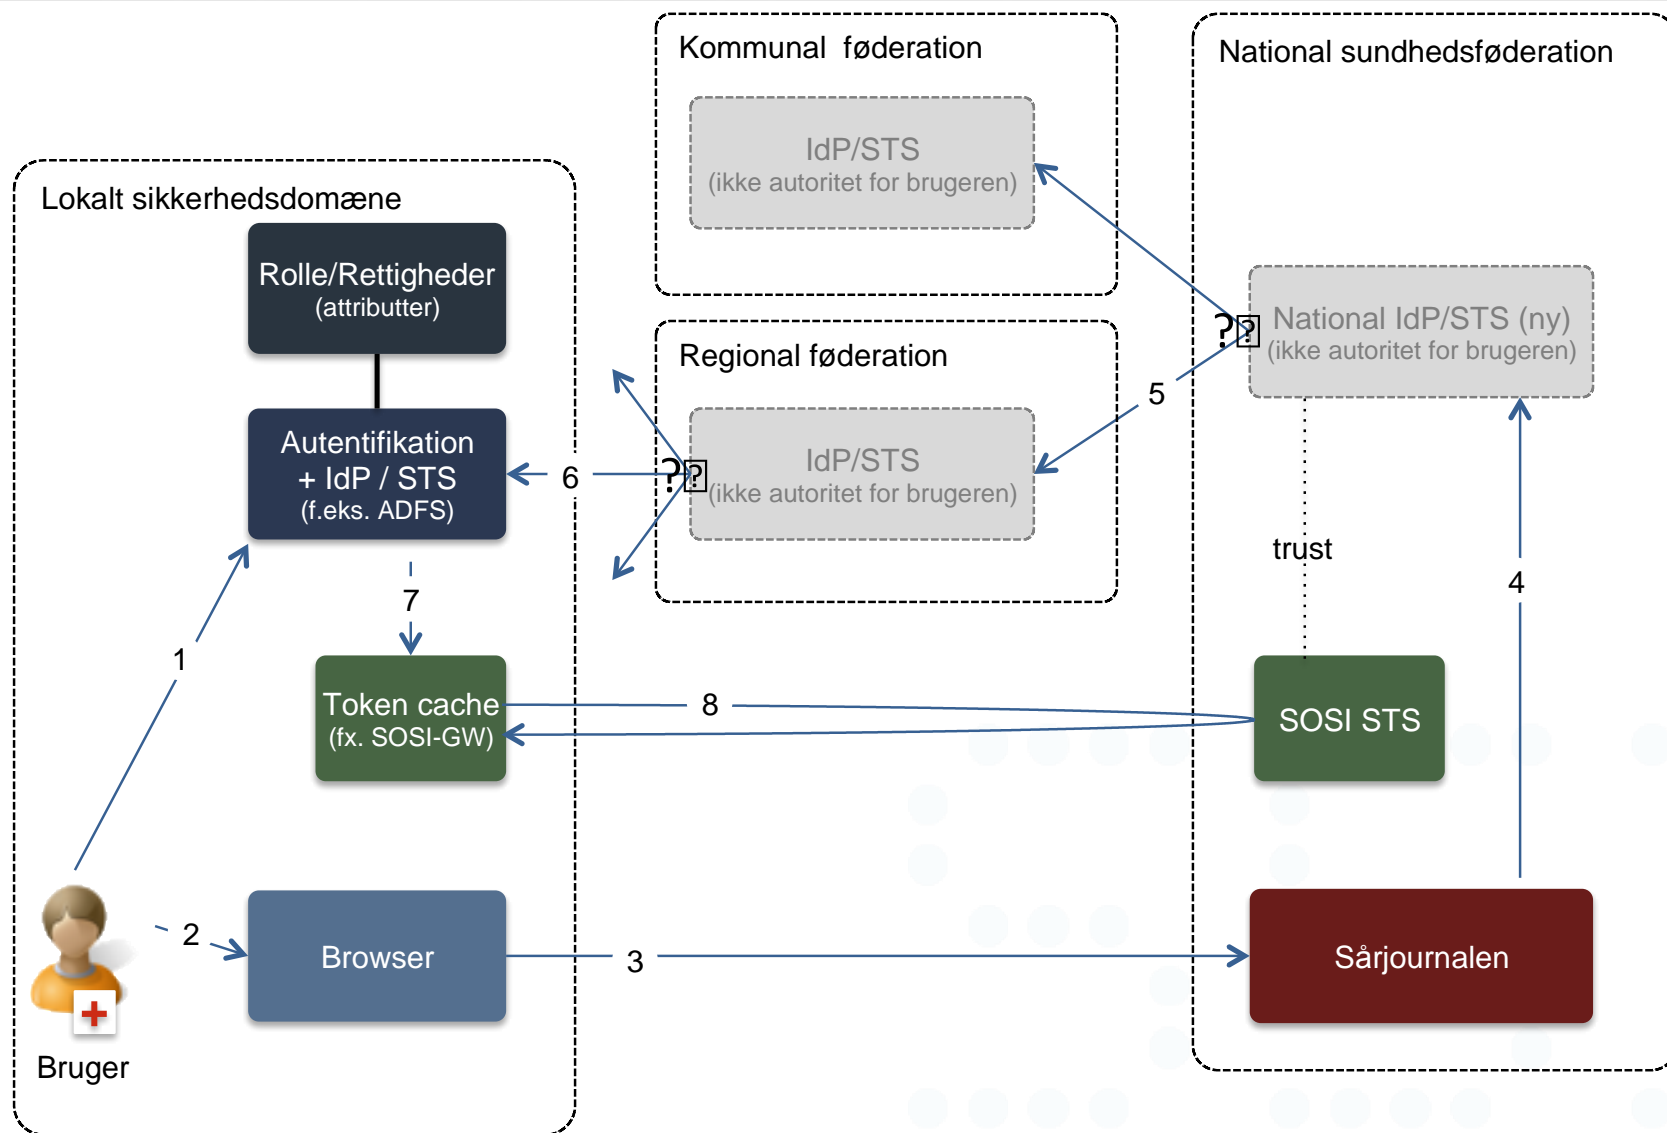 Kommunal føderation
IdP/STS
(ikke autoritet for brugeren)
National sundhedsføderation
National IdP/STS (ny)
(ikke autoritet for brugeren)
?
Lokalt sikkerhedsdomæne
Rolle/Rettigheder
(attributter)
Autentifikation
+ IdP / STS
(f.eks. ADFS)
Regional føderation
IdP/STS
(ikke autoritet for brugeren)
?
5
6
7
trust
4
1
Token cache
(fx. SOSI-GW)
8
SOSI STS
2
Browser
3
Sårjournalen
Bruger